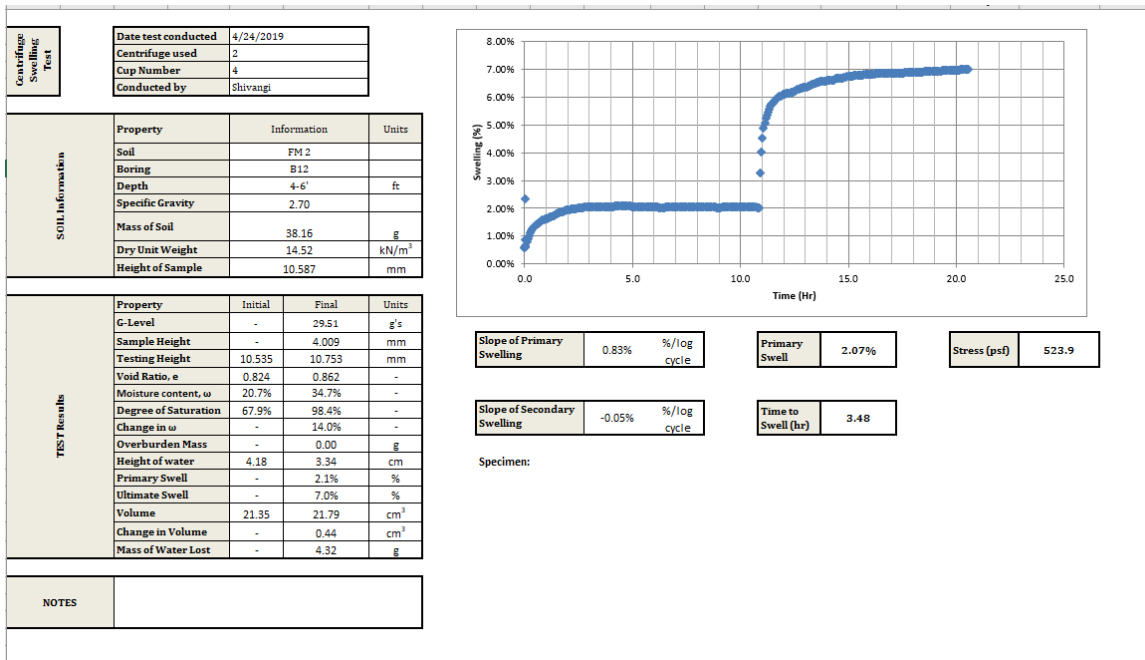 Centrifuge
Swelling
Test
Date test conducted 4/24/2019
Centrifuge used 2
Cup Number 4
Conducted by Shivangi
SOIL Information
Property Information Units
Soil FM 2
Boring B12
Depth 4-6' ft
Specific Gravity 2.70
Mass of Soil 38.16 g
Dry Unit Weight 14.52 kN/m³
Height of Sample 10.587 mm
TEST Results
Property Initial Final Units
G-Level - 29.51 g's
Sample Height - 4.009 mm
Testing Height 10.535 10.753 mm
Void Ratio, e 0.824 0.862 -
Moisture content, ω 20.7% 34.7% -
Degree of Saturation 67.9% 98.4% -
Change in ω - 14.0% -
Overburden Mass - 0.00 g
Height of water 4.18 3.34 cm
Primary Swell - 2.1% %
Ultimate Swell - 7.0% %
Volume 21.35 21.79 cm³
Change in Volume - 0.44 cm³
Mass of Water Lost - 4.32 g
NOTES
8.00%
7.00%
6.00%
5.00%
4.00%
3.00%
2.00%
1.00%
0.00%
Swelling (%)
0.0 5.0 10.0 15.0 20.0 25.0
Time (Hr)
Slope of Primary
Swelling
0.83%
%/log
cycle
Primary
Swell
2.07%
Stress (psf) 523.9
Slope of Secondary
Swelling
-0.05%
%/log
cycle
Time to
Swell (hr)
3.48
Specimen: